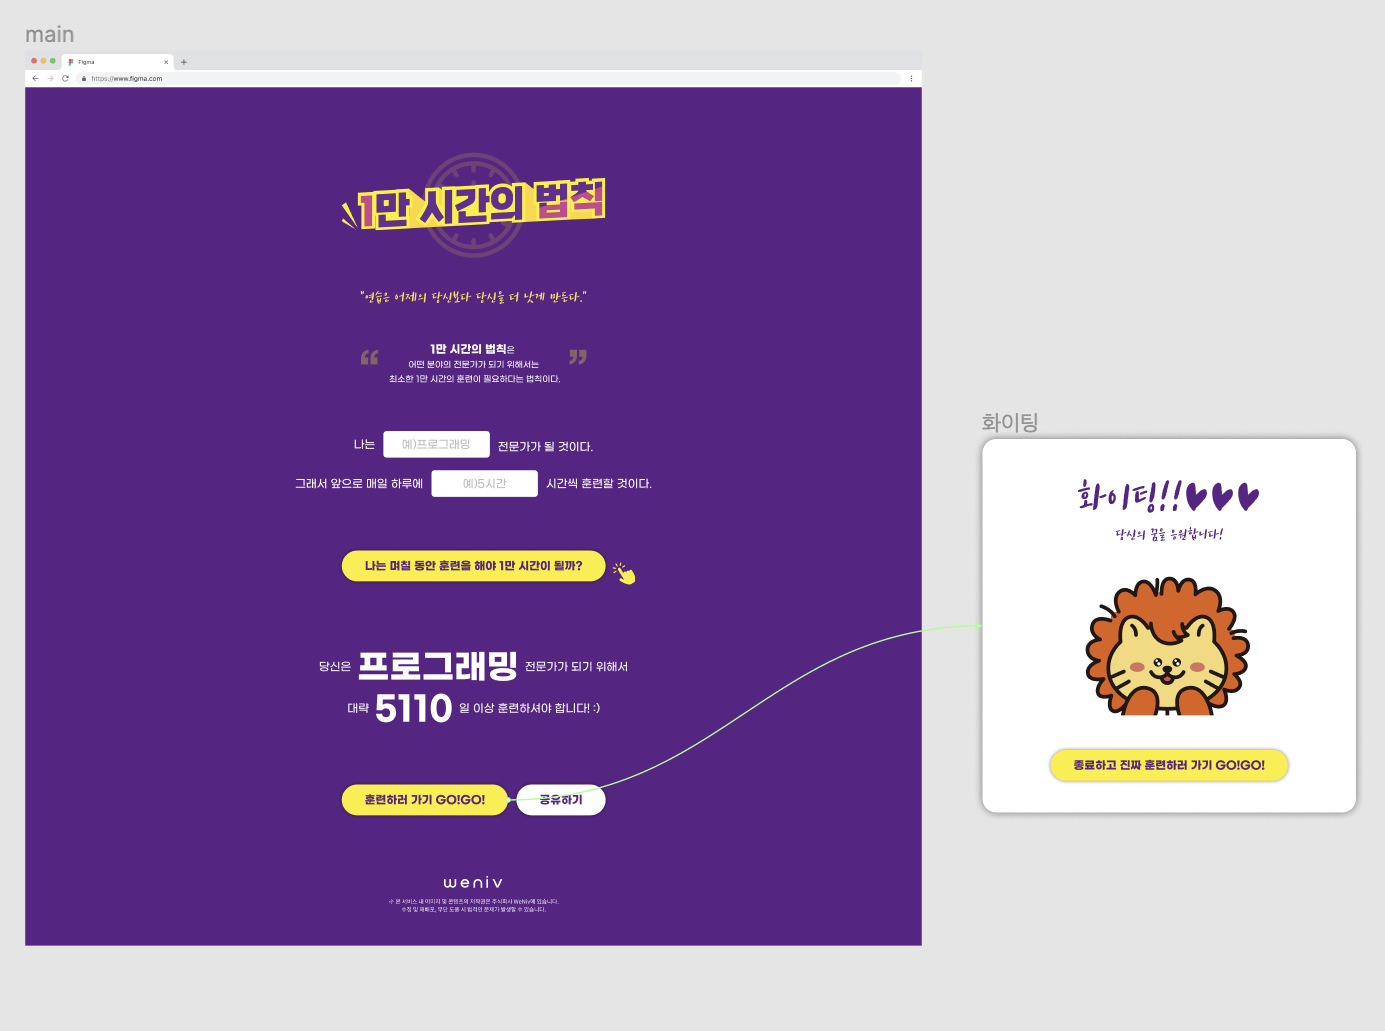 main
Figma
https://www.figma.com
1만 시간의 법칙
"연습은 어제의 당신보다 당신을 더 낫게 만든다."
“ 1만 시간의 법칙은 ”
어떤 분야의 전문가가 되기 위해서는
최소한 1만 시간의 훈련이 필요하다는 법칙이다.
나는 예)프로그래밍 전문가가 될 것이다.
그래서 앞으로 매일 하루에 예)5시간 시간씩 훈련할 것이다.
나는 며칠 동안 훈련을 해야 1만 시간이 될까?
당신은 프로그래밍 전문가가 되기 위해서
대략 5110 일 이상 훈련하셔야 합니다! :)
훈련하러 가기 GO!GO! 공유하기
weniv
※ 본 서비스 내 이미지 및 콘텐츠의 저작권은 주식회사 WeNiv에 있습니다.
수정 및 재배포, 무단 도용 시 법적인 문제가 발생할 수 있습니다.
화이팅
화이팅!!♥♥♥
당신의 꿈을 응원합니다!
종료하고 진짜 훈련하러 가기 GO!GO!